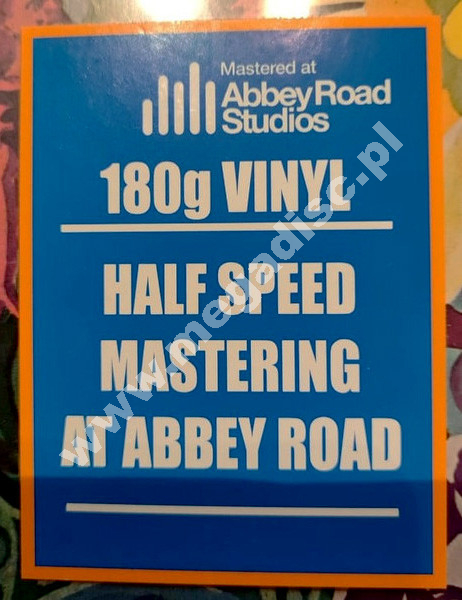 Mastered at
Abbey Road
Studios
180g VINYL
HALF SPEED
MASTERING
AT ABBEY ROAD
www.megadisc.pl